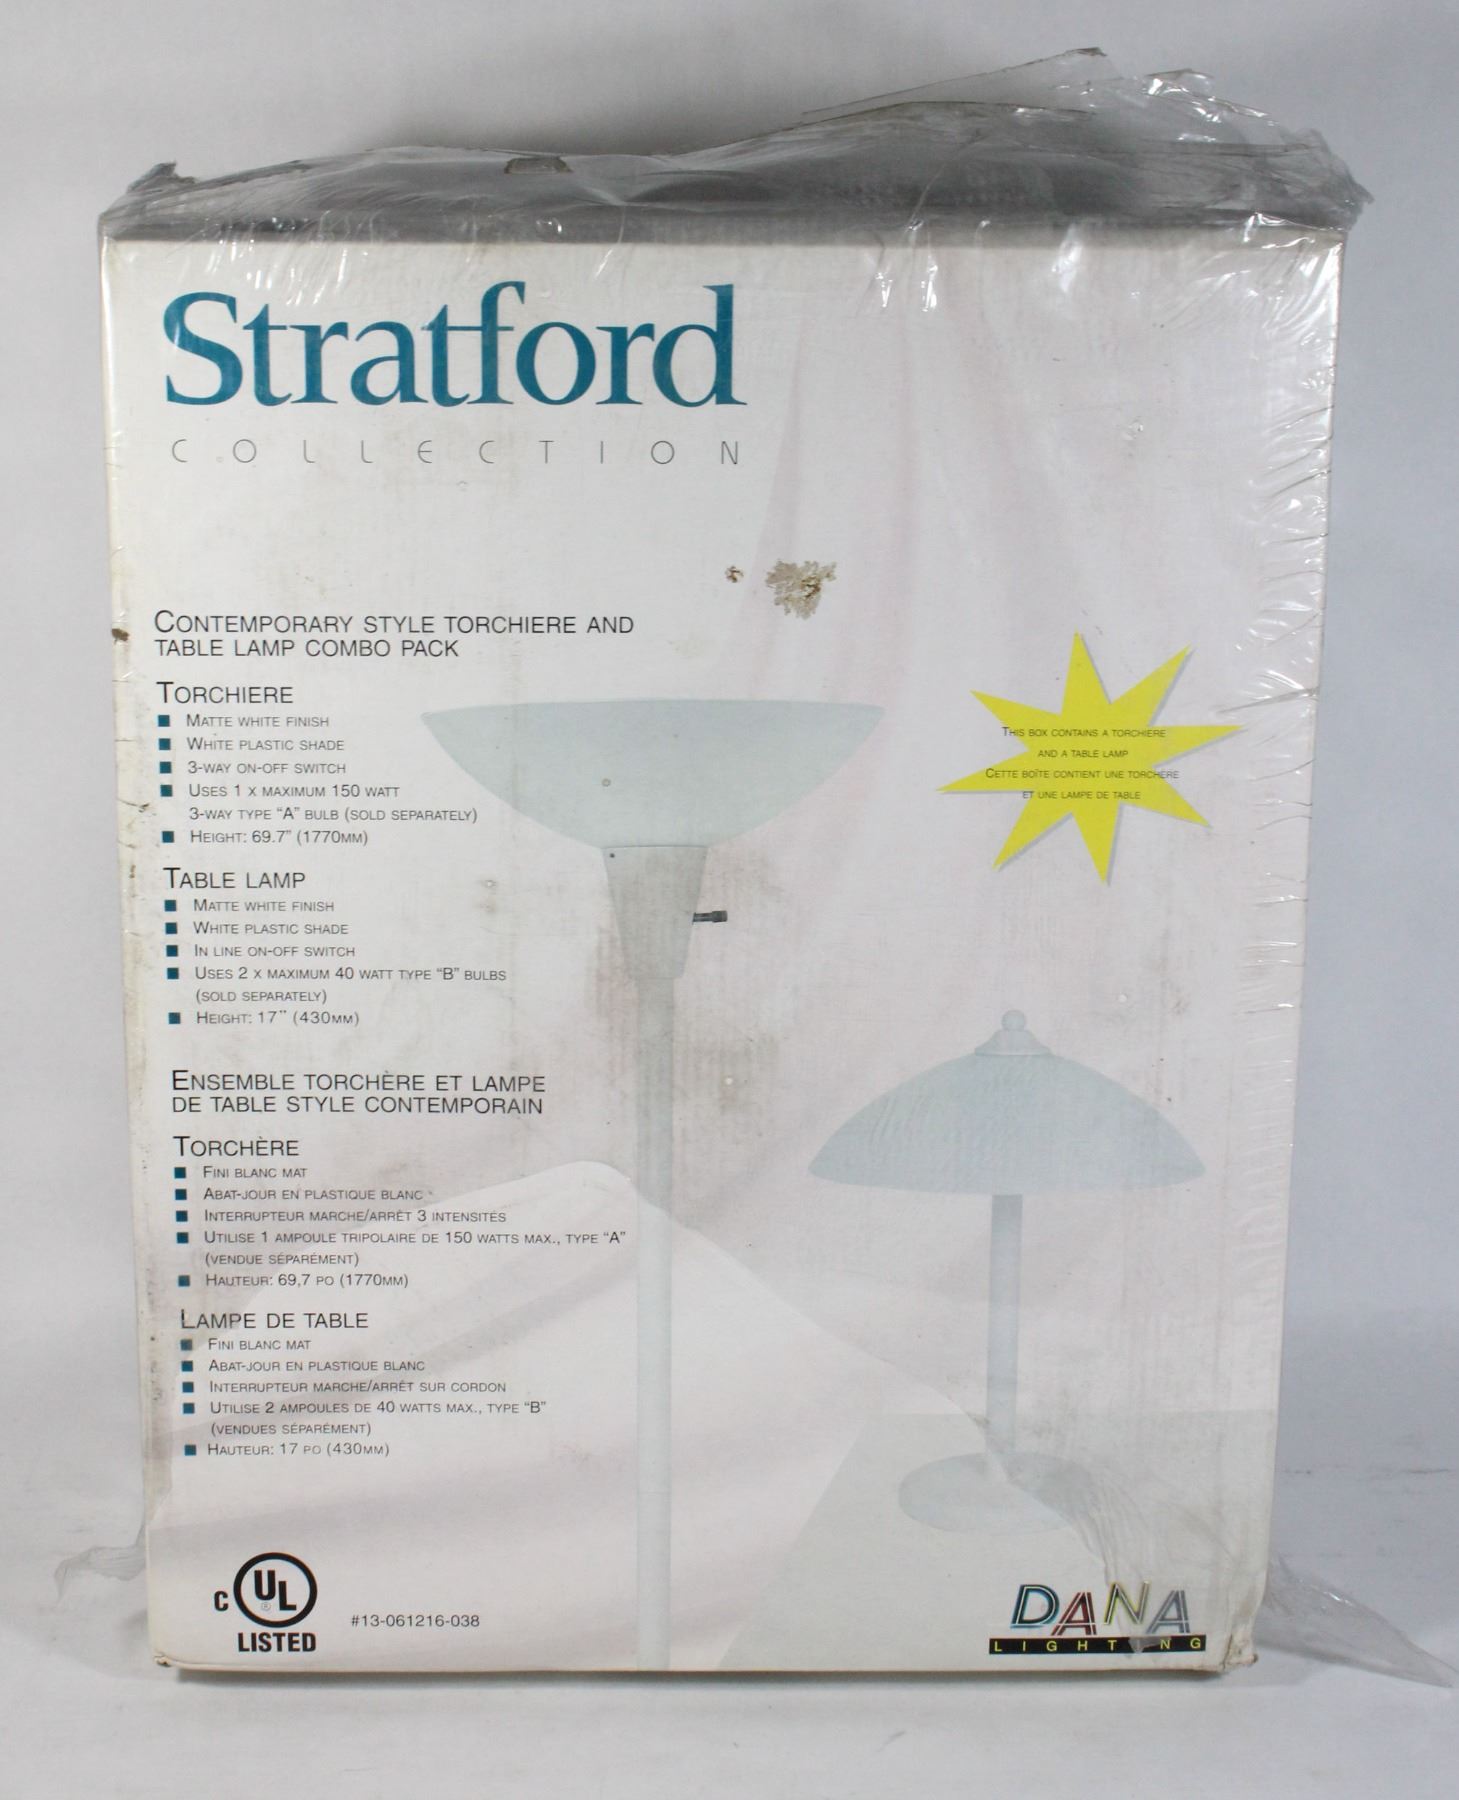 Stratford
COLLECTION
CONTEMPORARY STYLE TORCHIERE AND
TABLE LAMP COMBO PACK
TORCHIERE
■ MATTE WHITE FINISH
■ WHITE PLASTIC SHADE
■ 3-WAY ON-OFF SWITCH
■ USES 1 X MAXIMUM 150 WATT
3-WAY TYPE “A” BULB (SOLD SEPARATELY)
■ HEIGHT: 69.7” (1770MM)
TABLE LAMP
■ MATTE WHITE FINISH
■ WHITE PLASTIC SHADE
■ IN LINE ON-OFF SWITCH
■ USES 2 X MAXIMUM 40 WATT TYPE “B” BULBS
(SOLD SEPARATELY)
■ HEIGHT: 17” (430MM)
ENSEMBLE TORCHÈRE ET LAMPE
DE TABLE STYLE CONTEMPORAIN
TORCHÈRE
■ FINI BLANC MAT
■ ABAT-JOUR EN PLASTIQUE BLANC
■ INTERRUPTEUR MARCHE/ARRÊT 3 INTENSITÉS
■ UTILISE 1 AMPOULE TRIPOLAIRE DE 150 WATTS MAX., TYPE “A”
(VENDUE SÉPARÉMENT)
■ HAUTEUR: 69,7 PO (1770MM)
LAMPE DE TABLE
■ FINI BLANC MAT
■ ABAT-JOUR EN PLASTIQUE BLANC
■ INTERRUPTEUR MARCHE/ARRÊT SUR CORDON
■ UTILISE 2 AMPOULES DE 40 WATTS MAX., TYPE “B”
(VENDUES SÉPARÉMENT)
■ HAUTEUR: 17 PO (430MM)
THIS BOX CONTAINS A TORCHIERE
AND A TABLE LAMP
CETTE BOÎTE CONTIENT UNE TORCHÈRE
ET UNE LAMPE DE TABLE
C UL ®
LISTED
#13-061216-038
DANA
LIGHTING